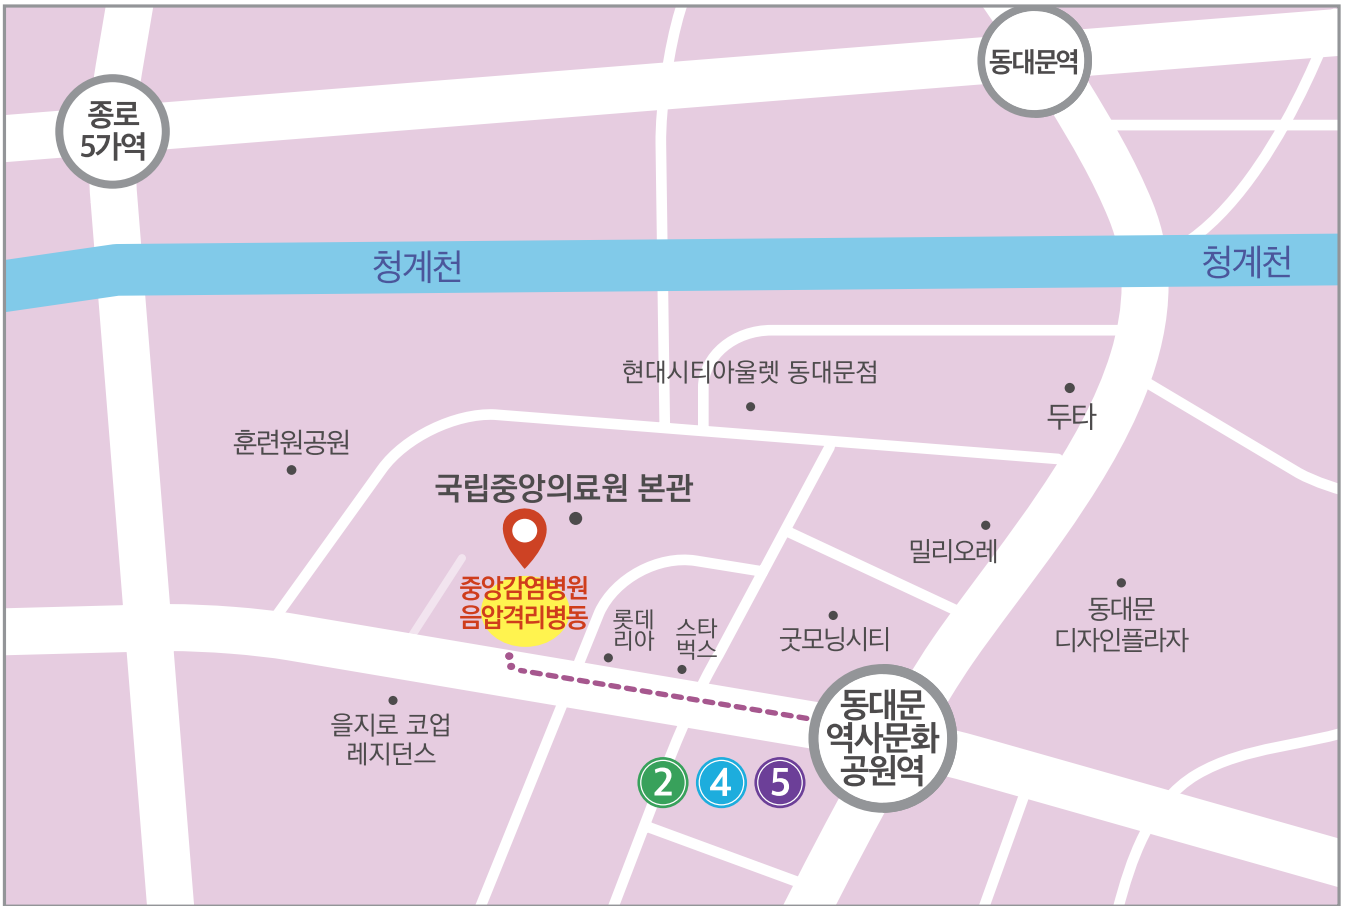 동대문역
종로
5가역
청계천
청계천
현대시티아울렛 동대문점
두타
훈련원공원
국립중앙의료원 본관
밀리오레
중앙감염병원
음압격리병동
롯데
리아
스타
벅스
굿모닝시티
동대문
디자인플라자
을지로 코업
레지던스
동대문
역사문화
공원역
2 4 5